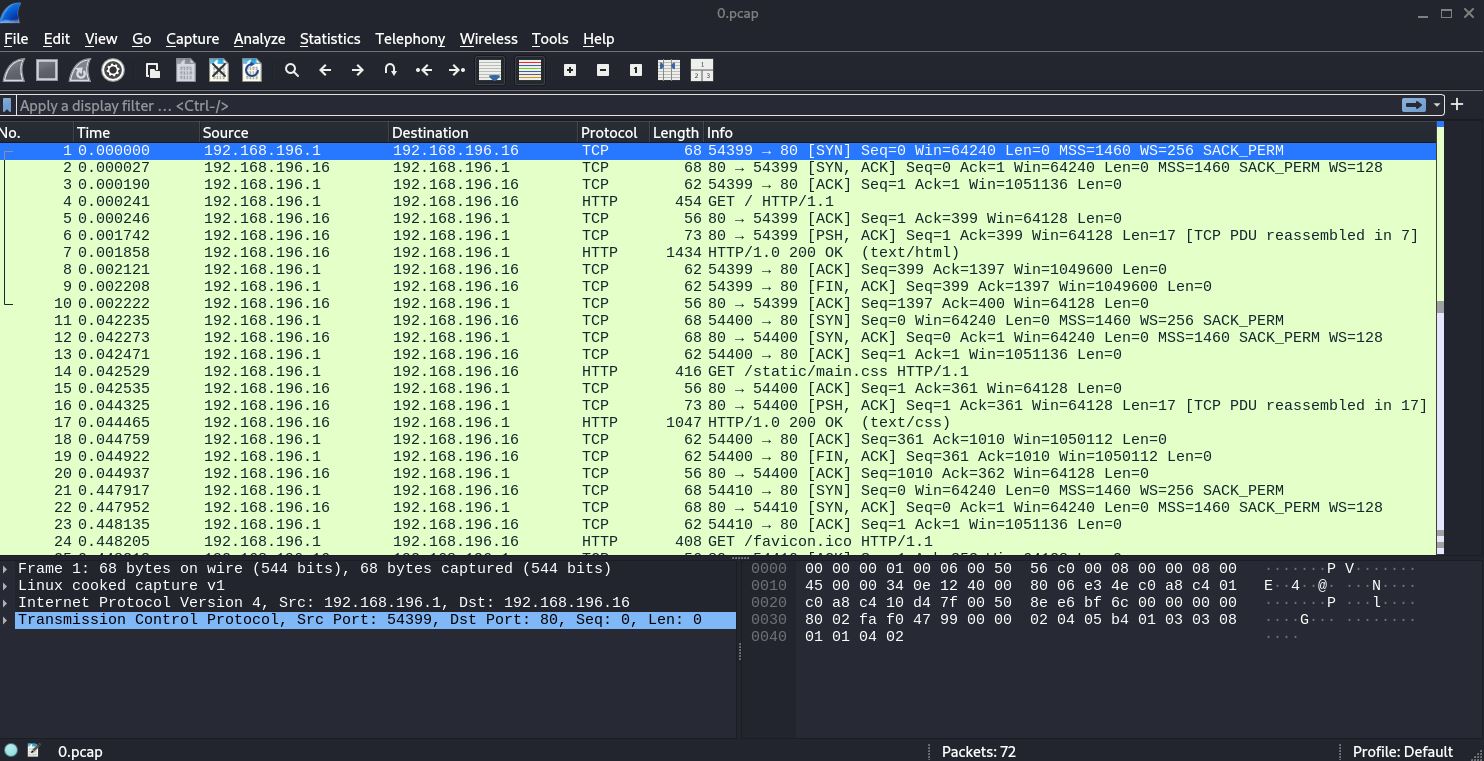 0.pcap
File Edit View Go Capture Analyze Statistics Telephony Wireless Tools Help
Apply a display filter … <Ctrl-/>
No. Time Source Destination Protocol Length Info
1 0.000000 192.168.196.1 192.168.196.16 TCP 68 54399 → 80 [SYN] Seq=0 Win=64240 Len=0 MSS=1460 WS=256 SACK_PERM
2 0.000027 192.168.196.16 192.168.196.1 TCP 68 80 → 54399 [SYN, ACK] Seq=0 Ack=1 Win=64240 Len=0 MSS=1460 SACK_PERM WS=128
3 0.000190 192.168.196.1 192.168.196.16 TCP 62 54399 → 80 [ACK] Seq=1 Ack=1 Win=1051136 Len=0
4 0.000241 192.168.196.1 192.168.196.16 HTTP 454 GET / HTTP/1.1
5 0.000246 192.168.196.16 192.168.196.1 TCP 56 80 → 54399 [ACK] Seq=1 Ack=399 Win=64128 Len=0
6 0.001742 192.168.196.16 192.168.196.1 TCP 73 80 → 54399 [PSH, ACK] Seq=1 Ack=399 Win=64128 Len=17 [TCP PDU reassembled in 7]
7 0.001858 192.168.196.16 192.168.196.1 HTTP 1434 HTTP/1.0 200 OK (text/html)
8 0.002121 192.168.196.1 192.168.196.16 TCP 62 54399 → 80 [ACK] Seq=399 Ack=1397 Win=1049600 Len=0
9 0.002208 192.168.196.1 192.168.196.16 TCP 62 54399 → 80 [FIN, ACK] Seq=399 Ack=1397 Win=1049600 Len=0
10 0.002222 192.168.196.16 192.168.196.1 TCP 56 80 → 54399 [ACK] Seq=1397 Ack=400 Win=64128 Len=0
11 0.042235 192.168.196.1 192.168.196.16 TCP 68 54400 → 80 [SYN] Seq=0 Win=64240 Len=0 MSS=1460 WS=256 SACK_PERM
12 0.042273 192.168.196.16 192.168.196.1 TCP 68 80 → 54400 [SYN, ACK] Seq=0 Ack=1 Win=64240 Len=0 MSS=1460 SACK_PERM WS=128
13 0.042471 192.168.196.1 192.168.196.16 TCP 62 54400 → 80 [ACK] Seq=1 Ack=1 Win=1051136 Len=0
14 0.042529 192.168.196.1 192.168.196.16 HTTP 416 GET /static/main.css HTTP/1.1
15 0.042535 192.168.196.16 192.168.196.1 TCP 56 80 → 54400 [ACK] Seq=1 Ack=361 Win=64128 Len=0
16 0.044325 192.168.196.16 192.168.196.1 TCP 73 80 → 54400 [PSH, ACK] Seq=1 Ack=361 Win=64128 Len=17 [TCP PDU reassembled in 17]
17 0.044465 192.168.196.16 192.168.196.1 HTTP 1047 HTTP/1.0 200 OK (text/css)
18 0.044759 192.168.196.1 192.168.196.16 TCP 62 54400 → 80 [ACK] Seq=361 Ack=1010 Win=1050112 Len=0
19 0.044922 192.168.196.1 192.168.196.16 TCP 62 54400 → 80 [FIN, ACK] Seq=361 Ack=1010 Win=1050112 Len=0
20 0.044937 192.168.196.16 192.168.196.1 TCP 56 80 → 54400 [ACK] Seq=1010 Ack=362 Win=64128 Len=0
21 0.447917 192.168.196.1 192.168.196.16 TCP 68 54410 → 80 [SYN] Seq=0 Win=64240 Len=0 MSS=1460 WS=256 SACK_PERM
22 0.447952 192.168.196.16 192.168.196.1 TCP 68 80 → 54410 [SYN, ACK] Seq=0 Ack=1 Win=64240 Len=0 MSS=1460 SACK_PERM WS=128
23 0.448135 192.168.196.1 192.168.196.16 TCP 62 54410 → 80 [ACK] Seq=1 Ack=1 Win=1051136 Len=0
24 0.448205 192.168.196.1 192.168.196.16 HTTP 408 GET /favicon.ico HTTP/1.1
Frame 1: 68 bytes on wire (544 bits), 68 bytes captured (544 bits)
Linux cooked capture v1
Internet Protocol Version 4, Src: 192.168.196.1, Dst: 192.168.196.16
Transmission Control Protocol, Src Port: 54399, Dst Port: 80, Seq: 0, Len: 0
0000 00 00 00 01 00 06 00 50 56 c0 00 08 00 00 08 00 ·······P V·······
0010 45 00 00 34 0e 12 40 00 80 06 e3 4e c0 a8 c4 01 E··4··@· ···N····
0020 c0 a8 c4 10 d4 7f 00 50 8e e6 bf 6c 00 00 00 00 ·······P ···l····
0030 80 02 fa f0 47 99 00 00 02 04 05 b4 01 03 03 08 ····G··· ········
0040 01 01 04 02 ····
0.pcap Packets: 72 Profile: Default